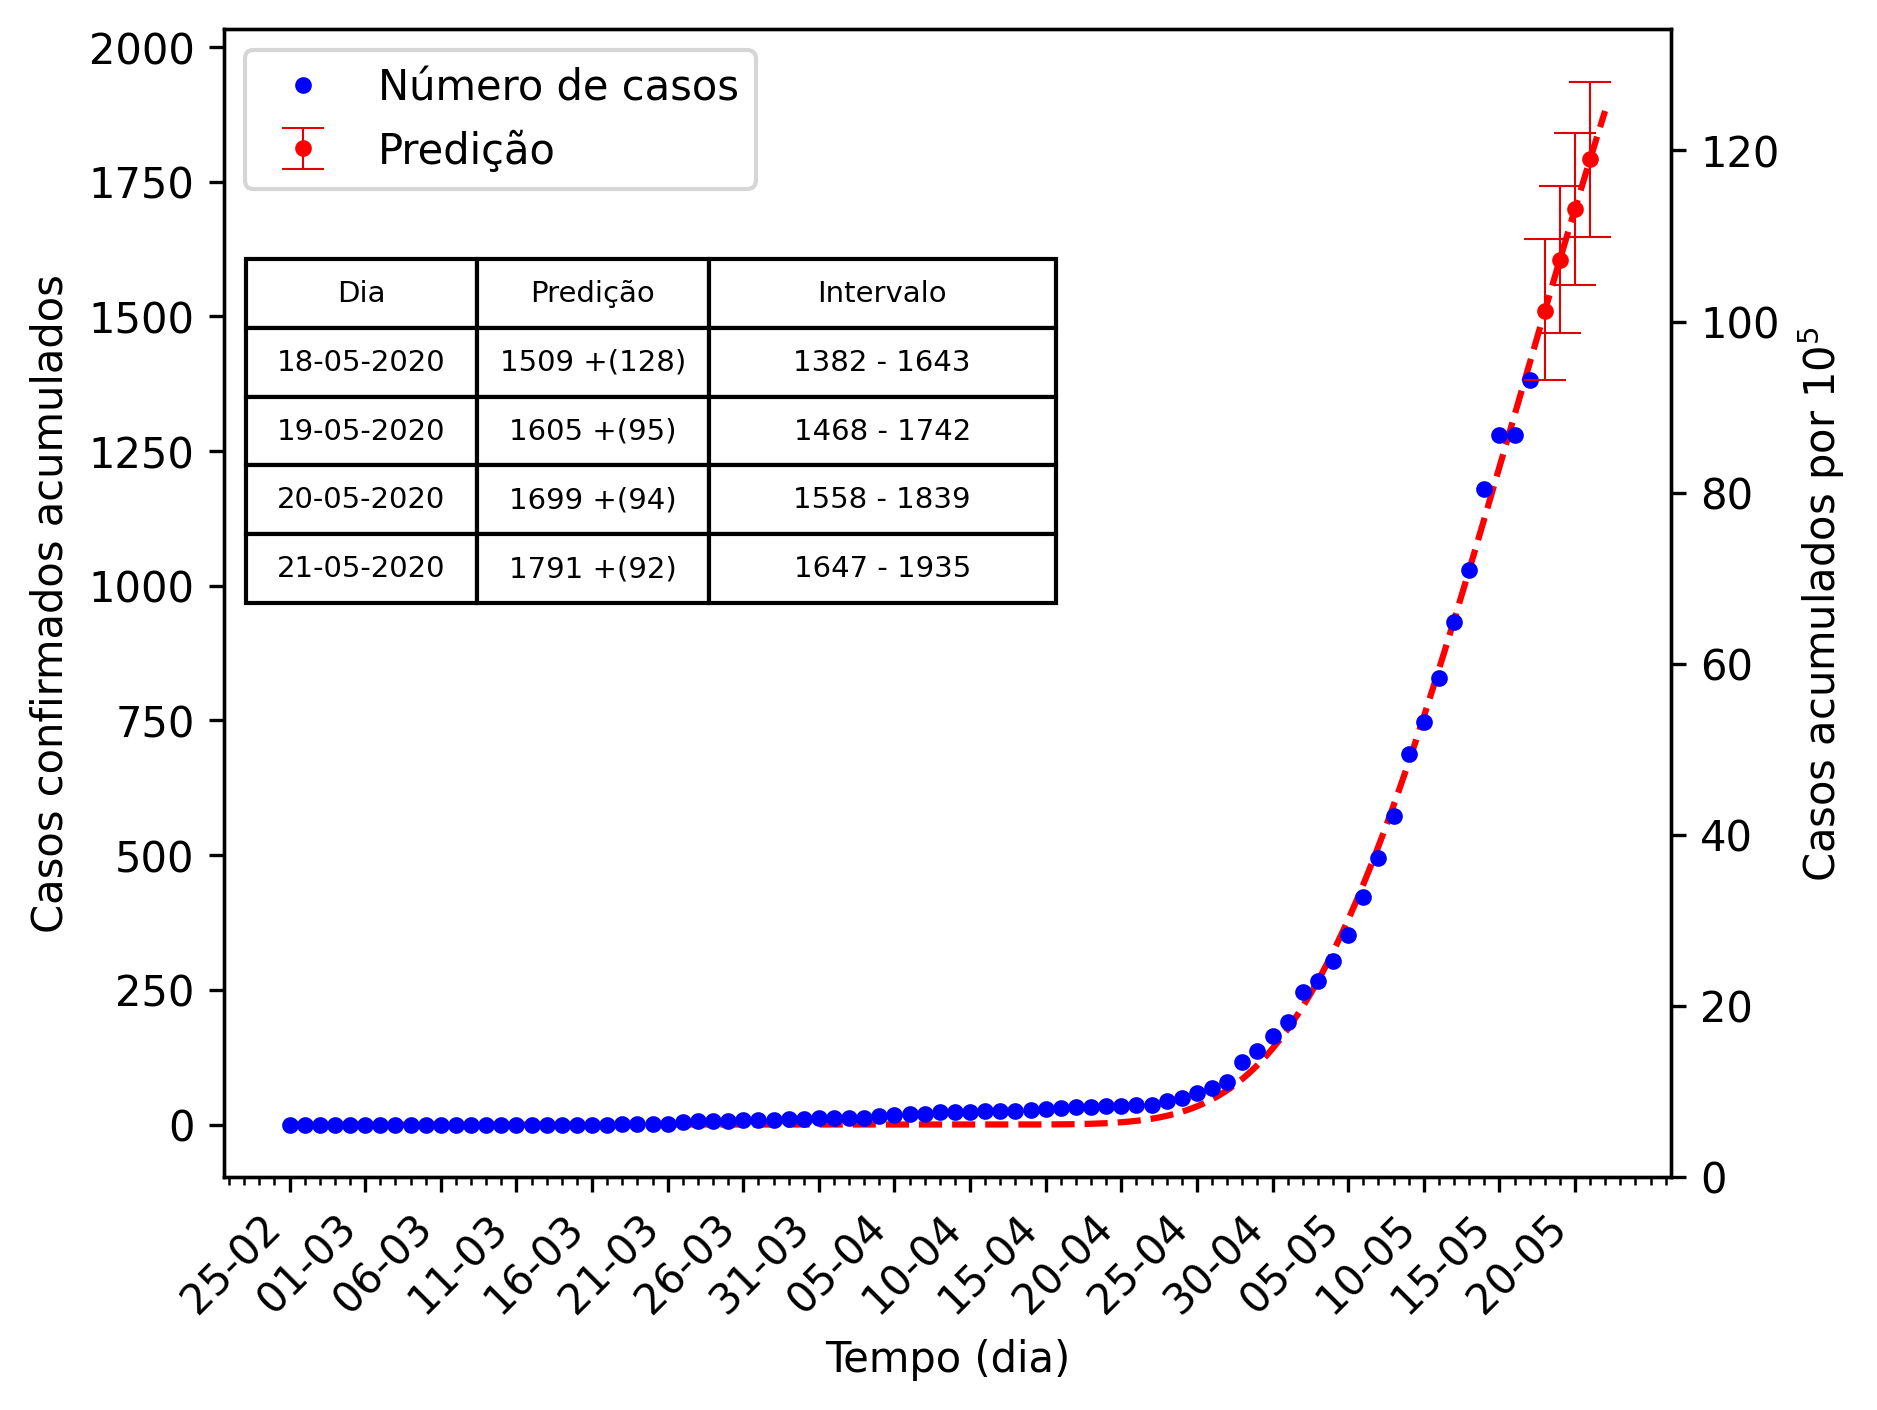 Número de casos
Predição
Dia Predição Intervalo
18-05-2020 1509 +(128) 1382 - 1643
19-05-2020 1605 +(95) 1468 - 1742
20-05-2020 1699 +(94) 1558 - 1839
21-05-2020 1791 +(92) 1647 - 1935
Casos confirmados acumulados
2000
1750
1500
1250
1000
750
500
250
0
Casos acumulados por 10⁵
120
100
80
60
40
20
0
25-02 01-03 06-03 11-03 16-03 21-03 26-03 31-03 05-04 10-04 15-04 20-04 25-04 30-04 05-05 10-05 15-05 20-05
Tempo (dia)